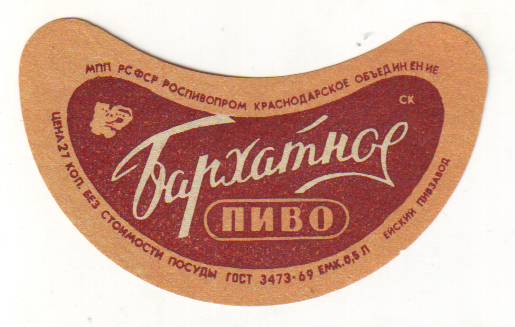 МПП РСФСР РОСПИВОПРОМ КРАСНОДАРСКОЕ ОБЪЕДИНЕНИЕ
СК
Бархатное
ПИВО
ЦЕНА 27 КОП. БЕЗ СТОИМОСТИ ПОСУДЫ ГОСТ 3473-69 ЕМК. 0,5 Л ЕЙСКИЙ ПИВЗАВОД